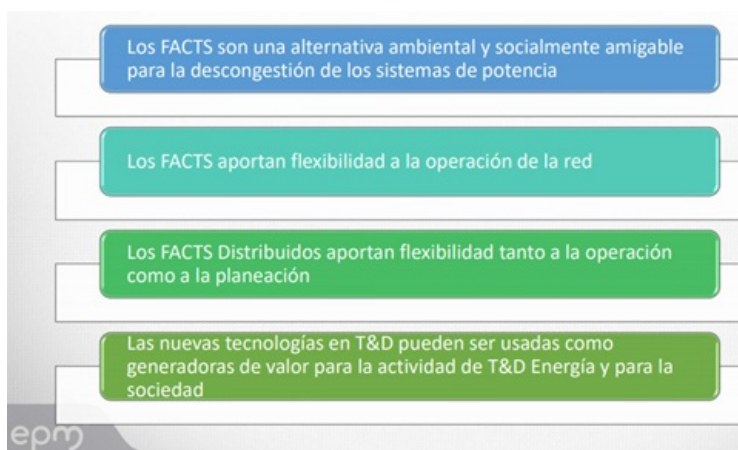 Los FACTS son una alternativa ambiental y socialmente amigable
para la descongestión de los sistemas de potencia
Los FACTS aportan flexibilidad a la operación de la red
Los FACTS Distribuidos aportan flexibilidad tanto a la operación
como a la planeación
Las nuevas tecnologías en T&D pueden ser usadas como
generadoras de valor para la actividad de T&D Energía y para la
sociedad
epm